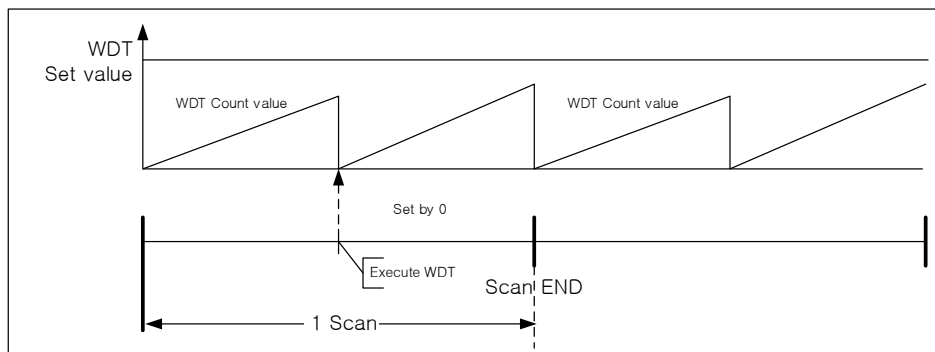 WDT
Set value
WDT Count value
WDT Count value
Set by 0
Execute WDT
Scan END
1 Scan